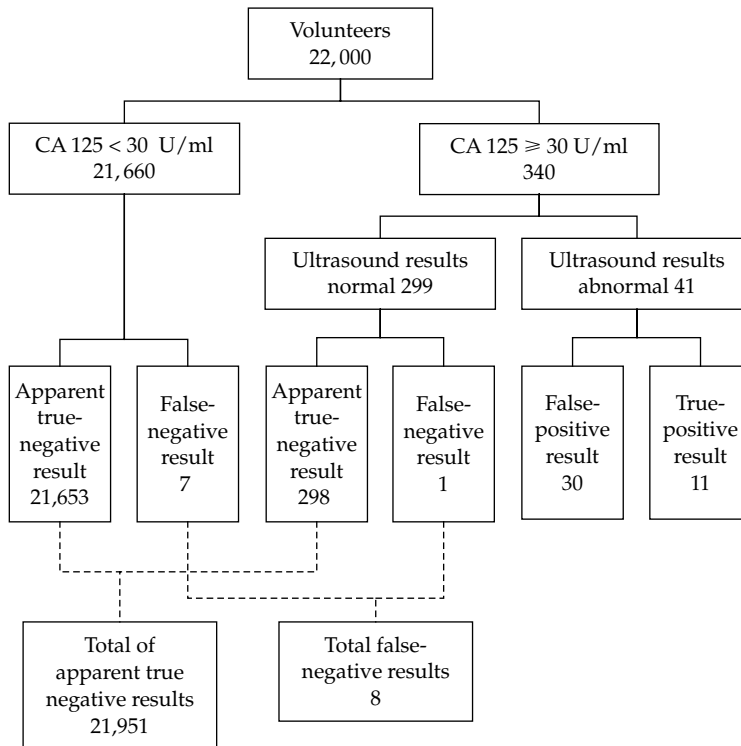 Volunteers
22,000
CA 125 < 30 U/ml
21,660
CA 125 ⩾ 30 U/ml
340
Ultrasound results
normal 299
Ultrasound results
abnormal 41
Apparent
true-
negative
result
21,653
False-
negative
result
7
Apparent
true-
negative
result
298
False-
negative
result
1
False-
positive
result
30
True-
positive
result
11
Total of
apparent true
negative results
21,951
Total false-
negative results
8